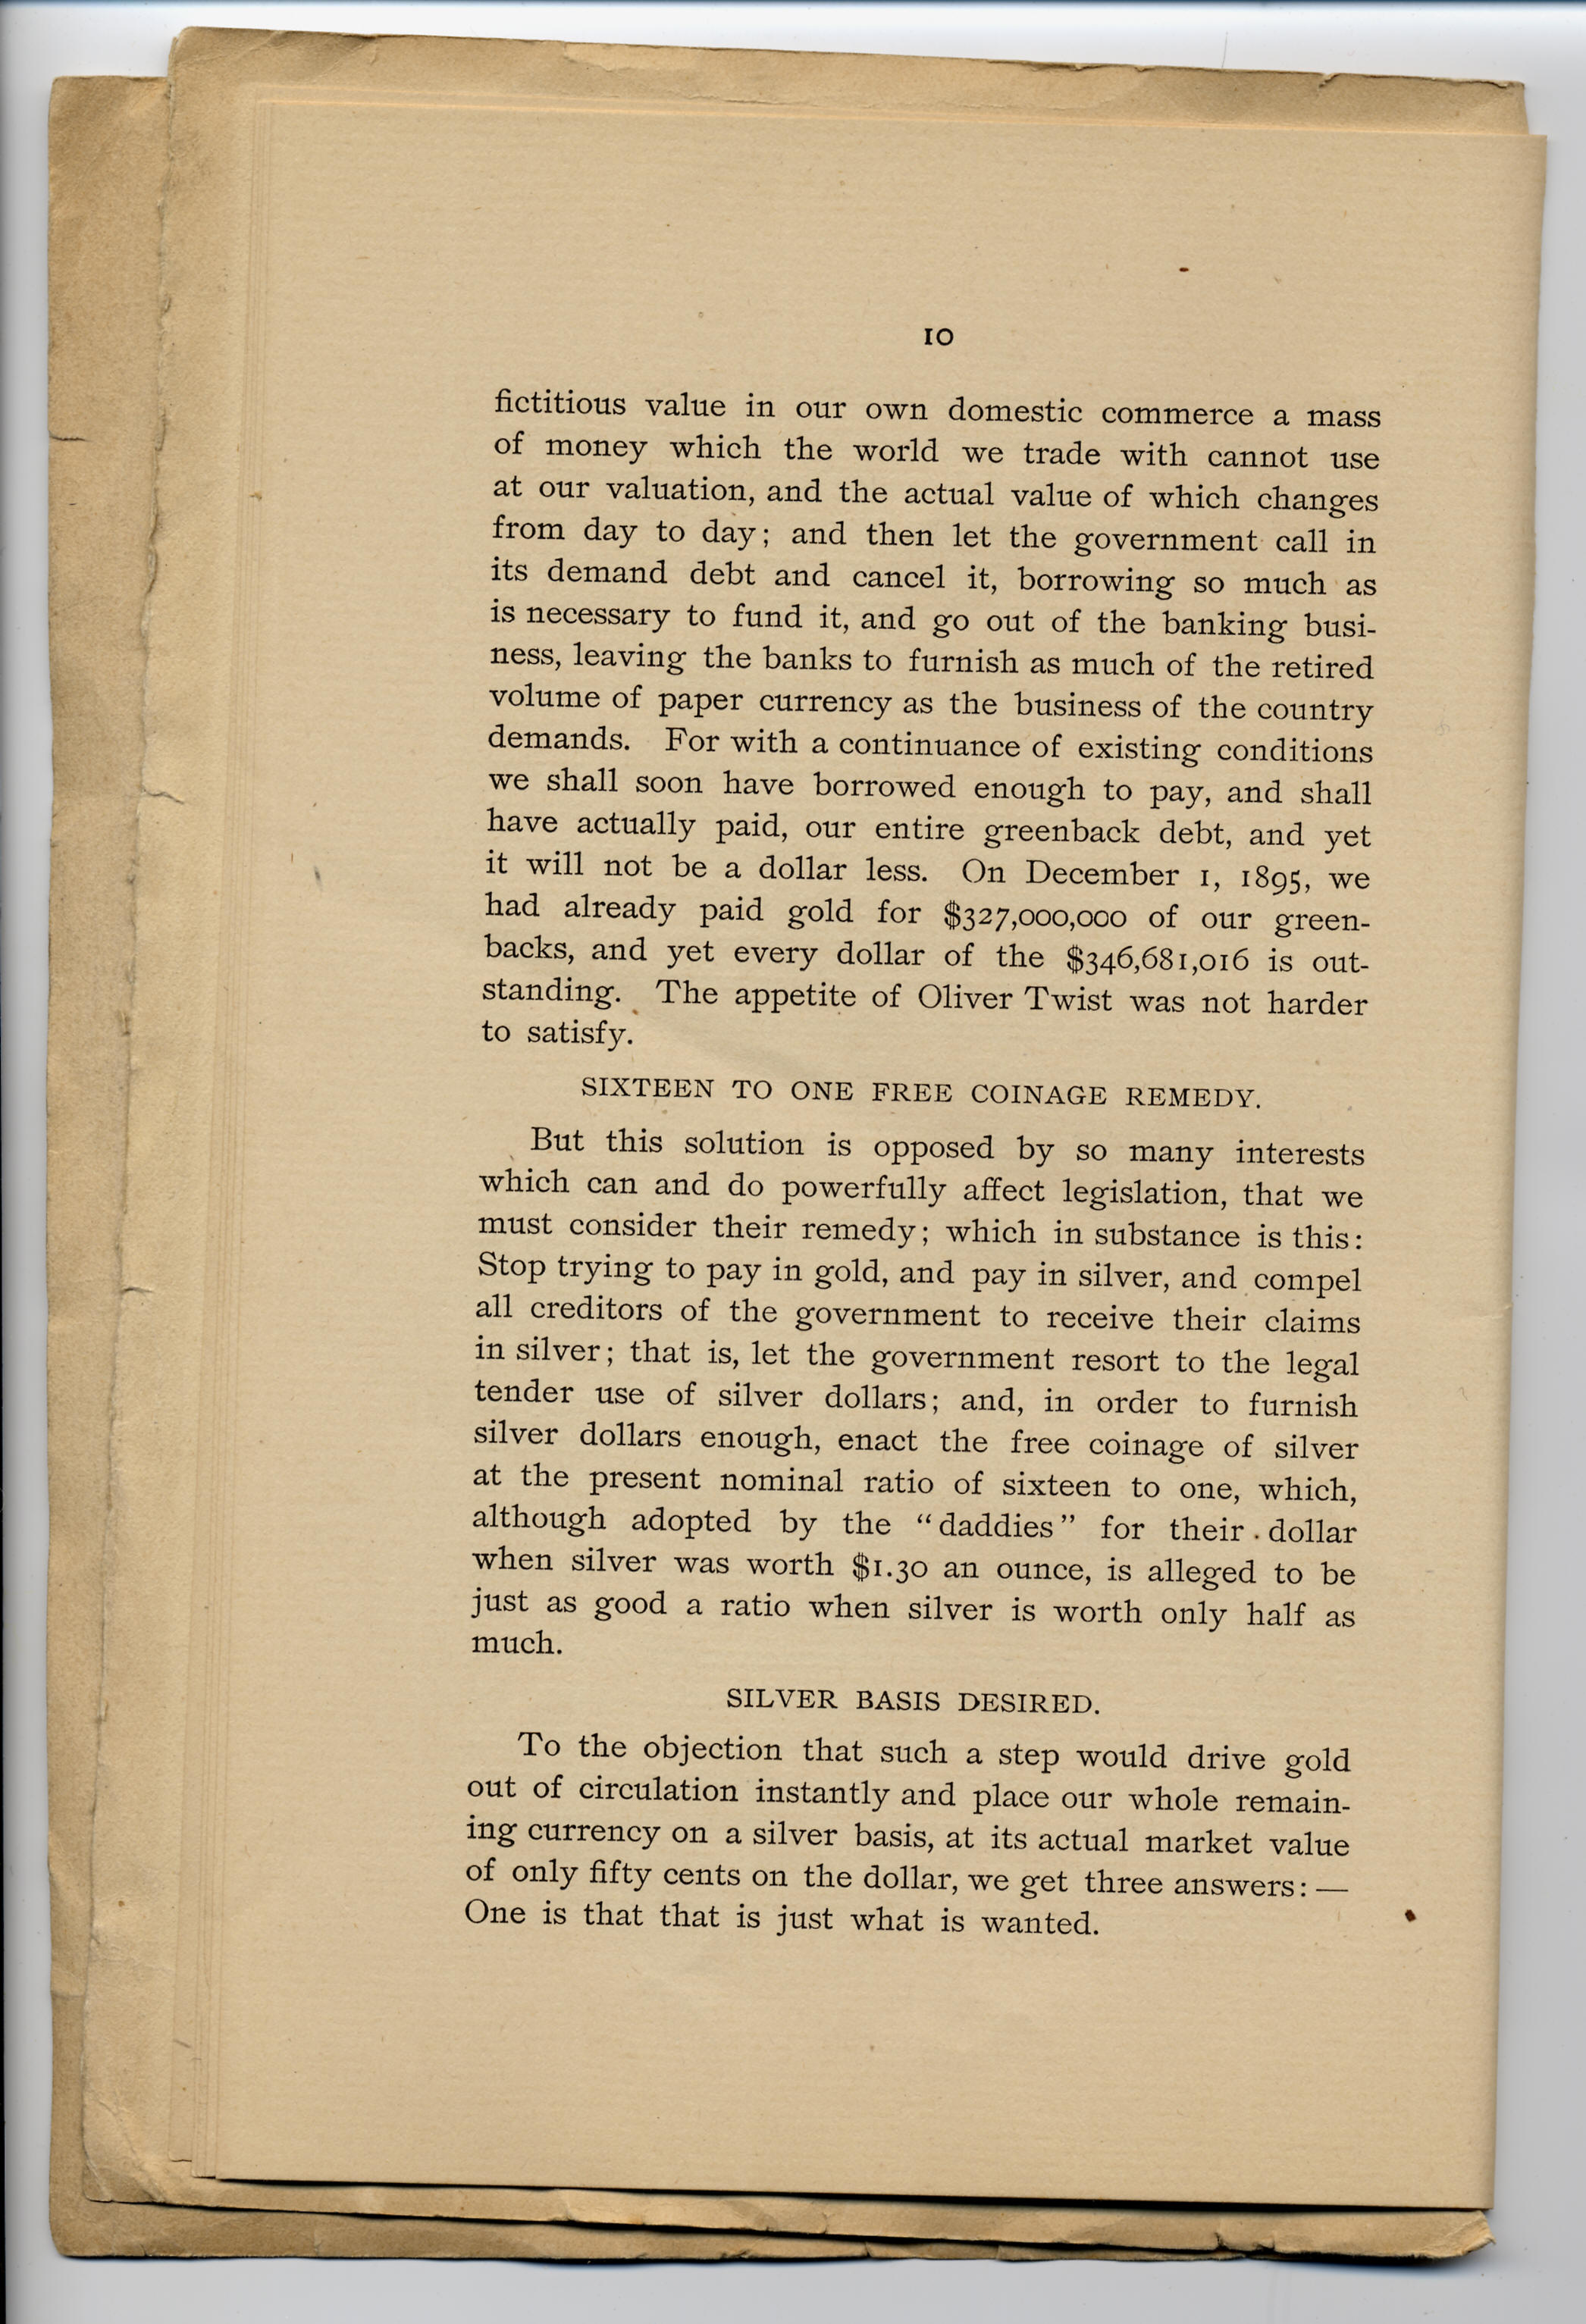 10
fictitious value in our own domestic commerce a mass
of money which the world we trade with cannot use
at our valuation, and the actual value of which changes
from day to day; and then let the government call in
its demand debt and cancel it, borrowing so much as
is necessary to fund it, and go out of the banking busi-
ness, leaving the banks to furnish as much of the retired
volume of paper currency as the business of the country
demands. For with a continuance of existing conditions
we shall soon have borrowed enough to pay, and shall
have actually paid, our entire greenback debt, and yet
it will not be a dollar less. On December 1, 1895, we
had already paid gold for $327,000,000 of our green-
backs, and yet every dollar of the $346,681,016 is out-
standing. The appetite of Oliver Twist was not harder
to satisfy.
SIXTEEN TO ONE FREE COINAGE REMEDY.
But this solution is opposed by so many interests
which can and do powerfully affect legislation, that we
must consider their remedy; which in substance is this:
Stop trying to pay in gold, and pay in silver, and compel
all creditors of the government to receive their claims
in silver; that is, let the government resort to the legal
tender use of silver dollars; and, in order to furnish
silver dollars enough, enact the free coinage of silver
at the present nominal ratio of sixteen to one, which,
although adopted by the “daddies” for their dollar
when silver was worth $1.30 an ounce, is alleged to be
just as good a ratio when silver is worth only half as
much.
SILVER BASIS DESIRED.
To the objection that such a step would drive gold
out of circulation instantly and place our whole remain-
ing currency on a silver basis, at its actual market value
of only fifty cents on the dollar, we get three answers: —
One is that that is just what is wanted.